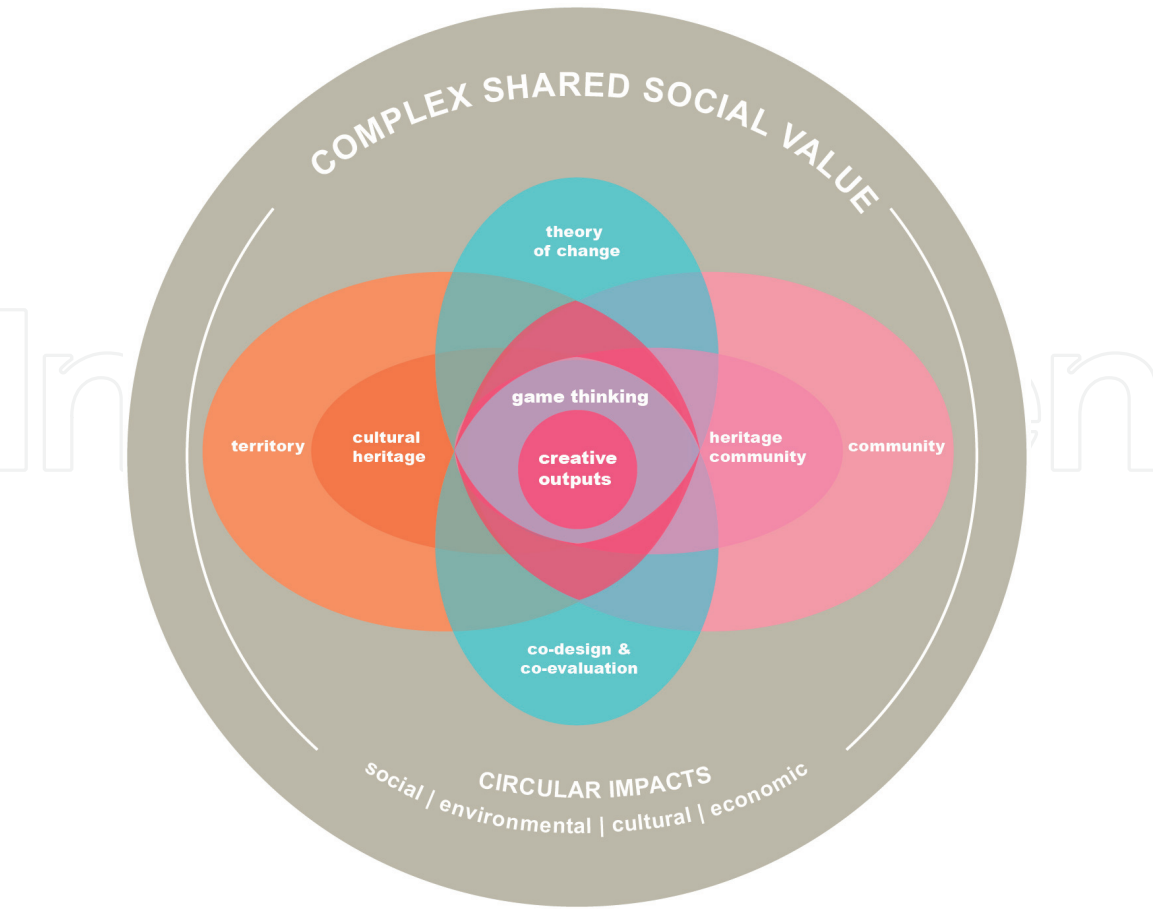 COMPLEX SHARED SOCIAL VALUE
theory
of change
game thinking
territory
cultural
heritage
creative
outputs
heritage
community
community
co-design &
co-evaluation
CIRCULAR IMPACTS
social | environmental | cultural | economic